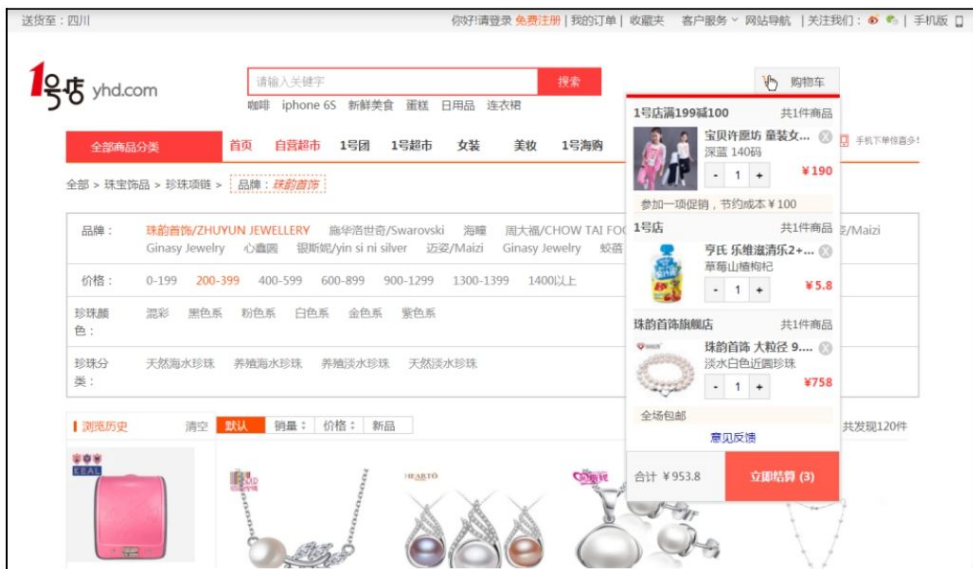 送货至：四川
你好!请登录 免费注册 | 我的订单 | 收藏夹 客户服务 网站导航 | 关注我们： | 手机版
1号店 yhd.com
请输入关键字 搜索
购物车
咖啡 iphone 6S 新鲜美食 蛋糕 日用品 连衣裙
全部商品分类 首页 自营超市 1号团 1号超市 女装 美妆 1号海购
手机下单惊喜多!
全部 > 珠宝饰品 > 珍珠项链 > 品牌：珠韵首饰
品牌： 珠韵首饰/ZHUYUN JEWELLERY 施华洛世奇/Swarovski 海瞳 周大福/CHOW TAI FOO /Maizi
Ginasy Jewelry 心鑫圆 银斯妮/yin si ni silver 迈姿/Maizi Ginasy Jewelry 蛟蓓
价格： 0-199 200-399 400-599 600-899 900-1299 1300-1399 1400以上
珍珠颜色： 混彩 黑色系 粉色系 白色系 金色系 紫色系
珍珠分类： 天然海水珍珠 养殖海水珍珠 养殖淡水珍珠 天然淡水珍珠
浏览历史 清空 默认 销量 价格 新品
共发现120件
KEAL
HEARTO
1号店满199减100 共1件商品
宝贝许愿坊 童装女...
深蓝 140码
- 1 + ¥190
参加一项促销，节约成本￥100
1号店 共1件商品
亨氏 乐维滋清乐2+...
草莓山楂枸杞
- 1 + ¥5.8
珠韵首饰旗舰店 共1件商品
珠韵首饰 大粒径 9....
淡水白色近圆珍珠
- 1 + ¥758
全场包邮
意见反馈
合计 ￥953.8 立即结算 (3)